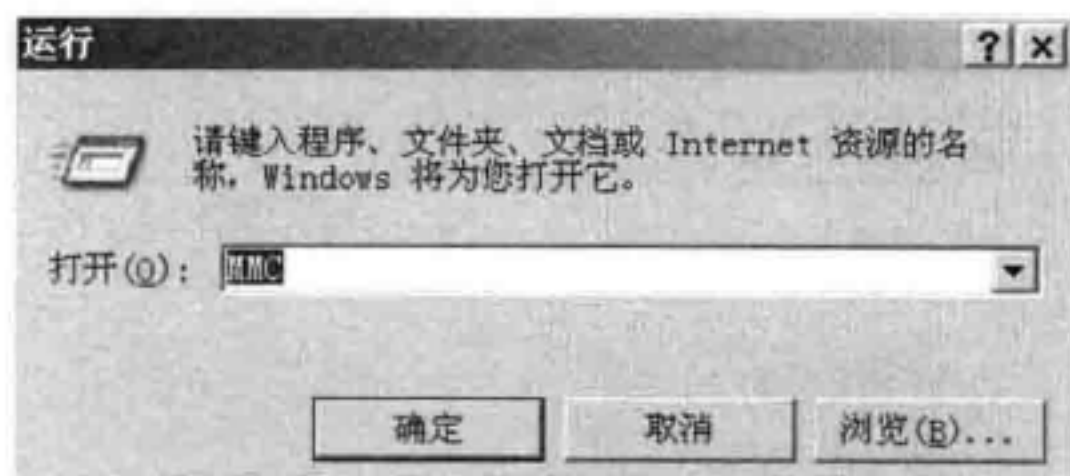 运行
请键入程序、文件夹、文档或 Internet 资源的名
称，Windows 将为您打开它。
打开(O): MMC
确定 取消 浏览(B)...